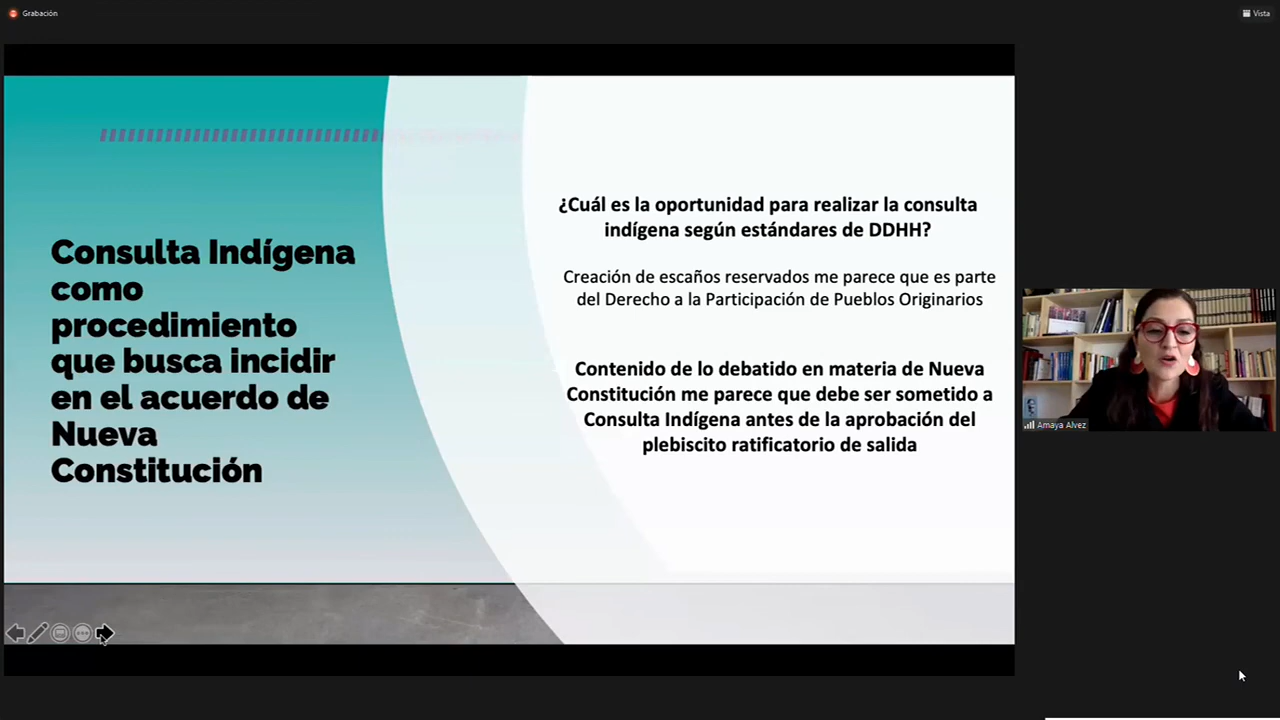 Grabación
Vista
Consulta Indígena
como
procedimiento
que busca incidir
en el acuerdo de
Nueva
Constitución
¿Cuál es la oportunidad para realizar la consulta
indígena según estándares de DDHH?
Creación de escaños reservados me parece que es parte
del Derecho a la Participación de Pueblos Originarios
Contenido de lo debatido en materia de Nueva
Constitución me parece que debe ser sometido a
Consulta Indígena antes de la aprobación del
plebiscito ratificatorio de salida
Amaya Alvez